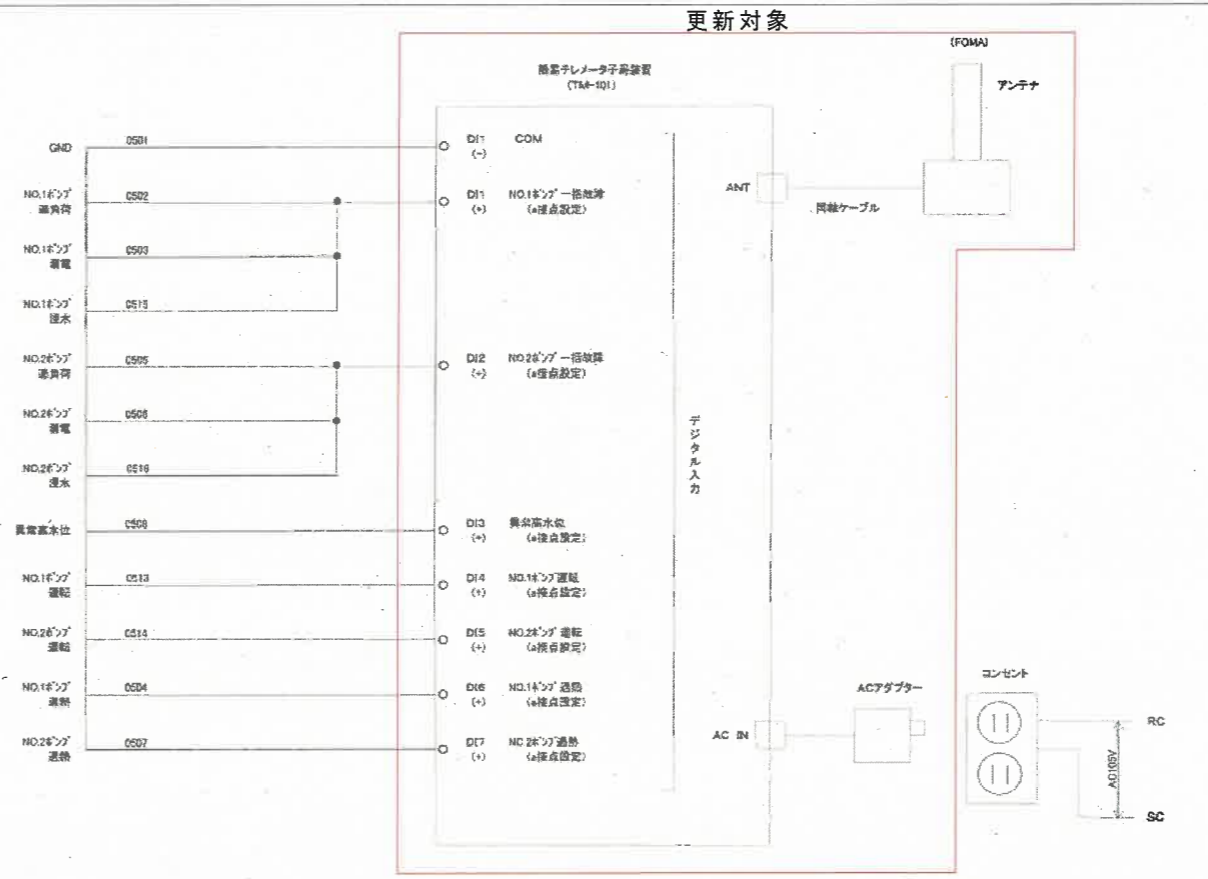 更新対象
(FOMA)
アンテナ
簡易テレメータ子局装置
(TM-101)
GND
0501
DI1
(-)
COM
NO.1ポンプ
過負荷
0502
DI1
(+)
NO.1ポンプ一括故障
(a接点設定)
ANT
同軸ケーブル
NO.1ポンプ
漏電
0503
NO.1ポンプ
浸水
0515
NO.2ポンプ
過負荷
0505
DI2
(+)
NO.2ポンプ一括故障
(a接点設定)
NO.2ポンプ
漏電
0506
NO.2ポンプ
浸水
0516
デジタル入力
異常高水位
0508
DI3
(+)
異常高水位
(a接点設定)
NO.1ポンプ
運転
0513
DI4
(+)
NO.1ポンプ運転
(a接点設定)
NO.2ポンプ
運転
0514
DI5
(+)
NO.2ポンプ運転
(a接点設定)
NO.1ポンプ
過熱
0504
DI6
(+)
NO.1ポンプ過熱
(a接点設定)
NO.2ポンプ
過熱
0507
DI7
(+)
NO.2ポンプ過熱
(a接点設定)
AC IN
ACアダプター
コンセント
RC
AC105V
SC